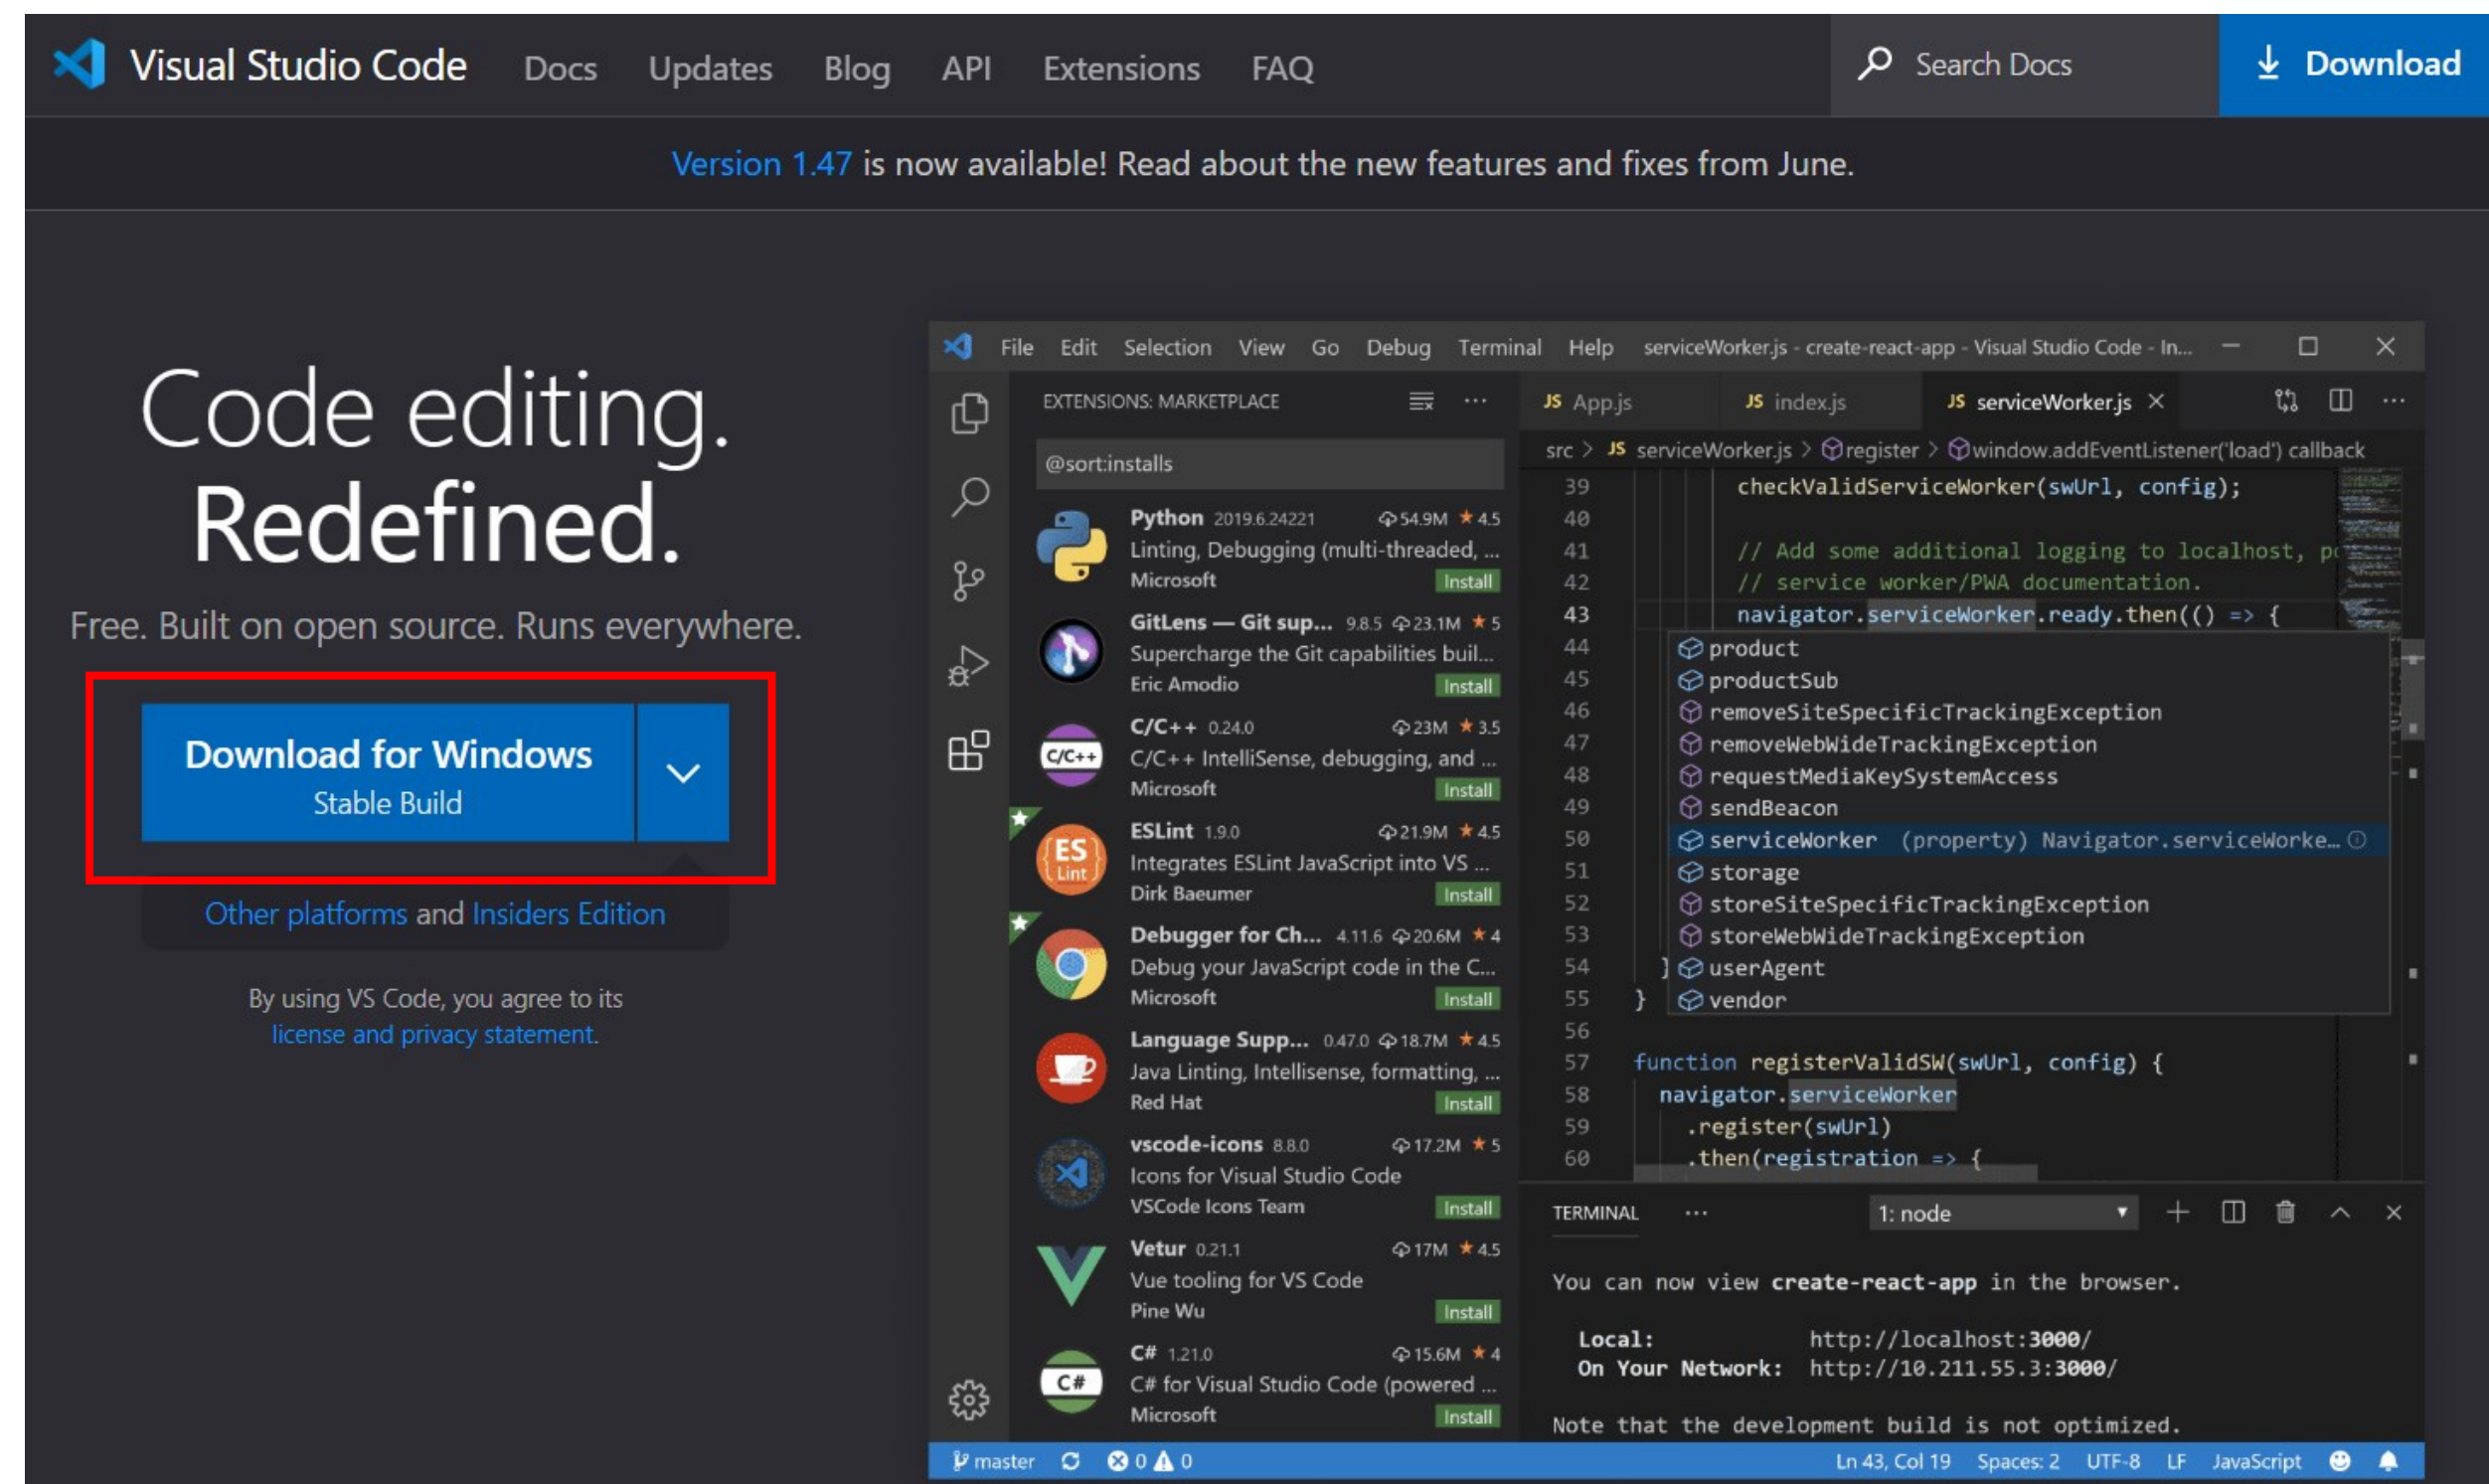 Visual Studio Code Docs Updates Blog API Extensions FAQ Search Docs Download
Version 1.47 is now available! Read about the new features and fixes from June.
Code editing.
Redefined.
Free. Built on open source. Runs everywhere.
Download for Windows
Stable Build
Other platforms and Insiders Edition
By using VS Code, you agree to its
license and privacy statement.
File Edit Selection View Go Debug Terminal Help serviceWorker.js - create-react-app - Visual Studio Code - In...
EXTENSIONS: MARKETPLACE
@sort:installs
Python 2019.6.24221 54.9M ★ 4.5
Linting, Debugging (multi-threaded, ...
Microsoft Install
GitLens — Git sup... 9.8.5 23.1M ★ 5
Supercharge the Git capabilities buil...
Eric Amodio Install
C/C++
C/C++ 0.24.0 23M ★ 3.5
C/C++ IntelliSense, debugging, and ...
Microsoft Install
ES
Lint
ESLint 1.9.0 21.9M ★ 4.5
Integrates ESLint JavaScript into VS ...
Dirk Baeumer Install
Debugger for Ch... 4.11.6 20.6M ★ 4
Debug your JavaScript code in the C...
Microsoft Install
Language Supp... 0.47.0 18.7M ★ 4.5
Java Linting, Intellisense, formatting, ...
Red Hat Install
vscode-icons 8.8.0 17.2M ★ 5
Icons for Visual Studio Code
VSCode Icons Team Install
Vetur 0.21.1 17M ★ 4.5
Vue tooling for VS Code
Pine Wu Install
C#
C# 1.21.0 15.6M ★ 4
C# for Visual Studio Code (powered ...
Microsoft Install
JS App.js JS index.js JS serviceWorker.js
src > JS serviceWorker.js > register > window.addEventListener('load') callback
39 checkValidServiceWorker(swUrl, config);
40
41 // Add some additional logging to localhost, p
42 // service worker/PWA documentation.
43 navigator.serviceWorker.ready.then(() => {
44 product
45 productSub
46 removeSiteSpecificTrackingException
47 removeWebWideTrackingException
48 requestMediaKeySystemAccess
49 sendBeacon
50 serviceWorker (property) Navigator.serviceWorke...
51 storage
52 storeSiteSpecificTrackingException
53 storeWebWideTrackingException
54 } userAgent
55 } vendor
56
57 function registerValidSW(swUrl, config) {
58 navigator.serviceWorker
59 .register(swUrl)
60 .then(registration => {
TERMINAL ... 1: node
You can now view create-react-app in the browser.
Local: http://localhost:3000/
On Your Network: http://10.211.55.3:3000/
Note that the development build is not optimized.
master 0 0 Ln 43, Col 19 Spaces: 2 UTF-8 LF JavaScript